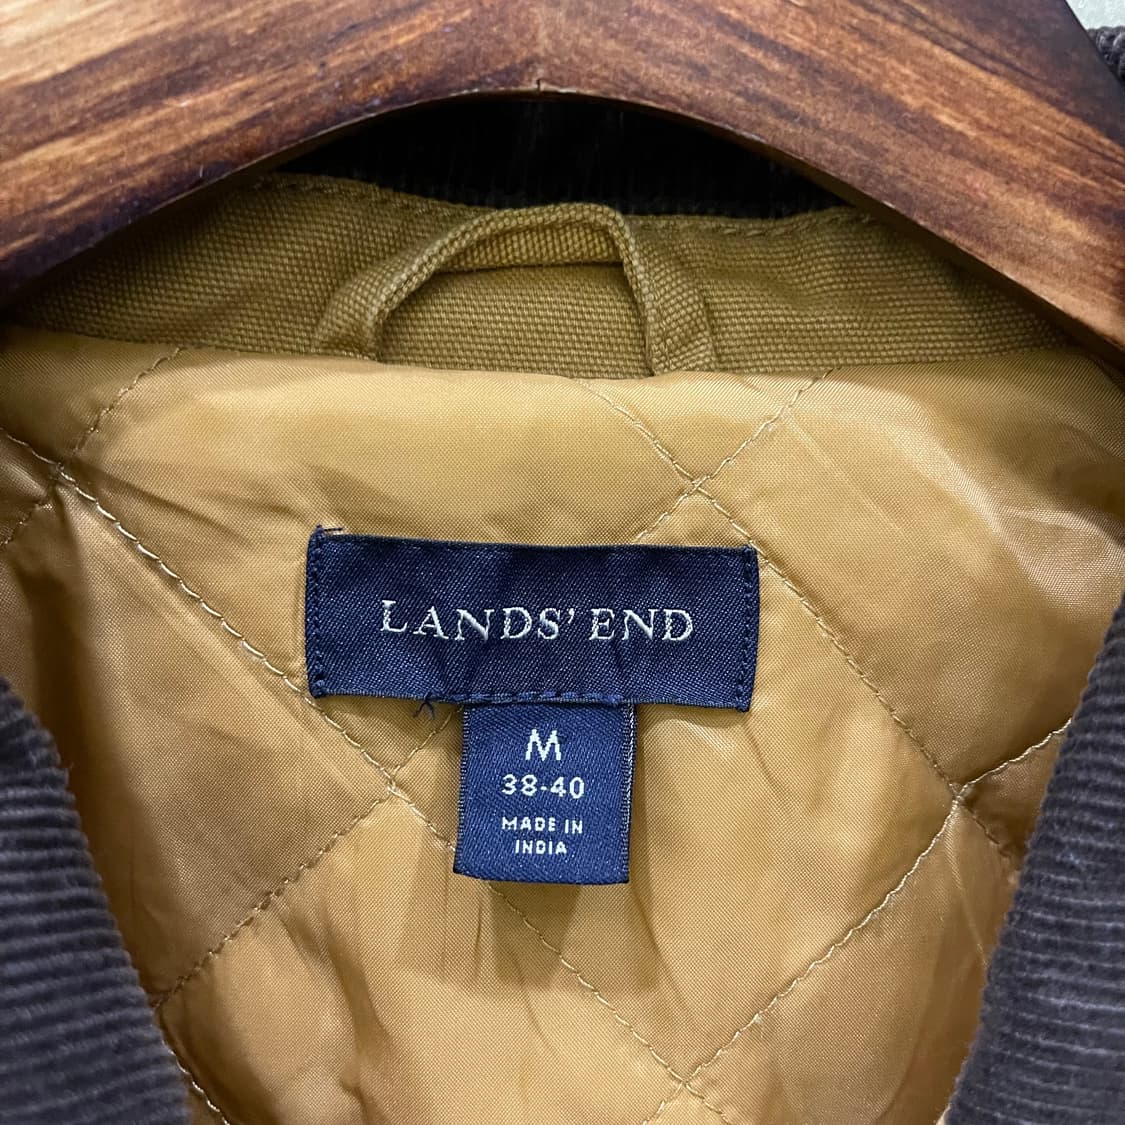 LANDS' END
M
38-40
MADE IN
INDIA